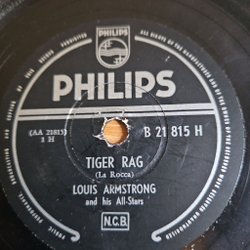 PHILIPS
(AA 21815)
1 H
B 21 815 H
TIGER RAG
(La Rocca)
LOUIS ARMSTRONG
and his All-Stars
N.C.B.